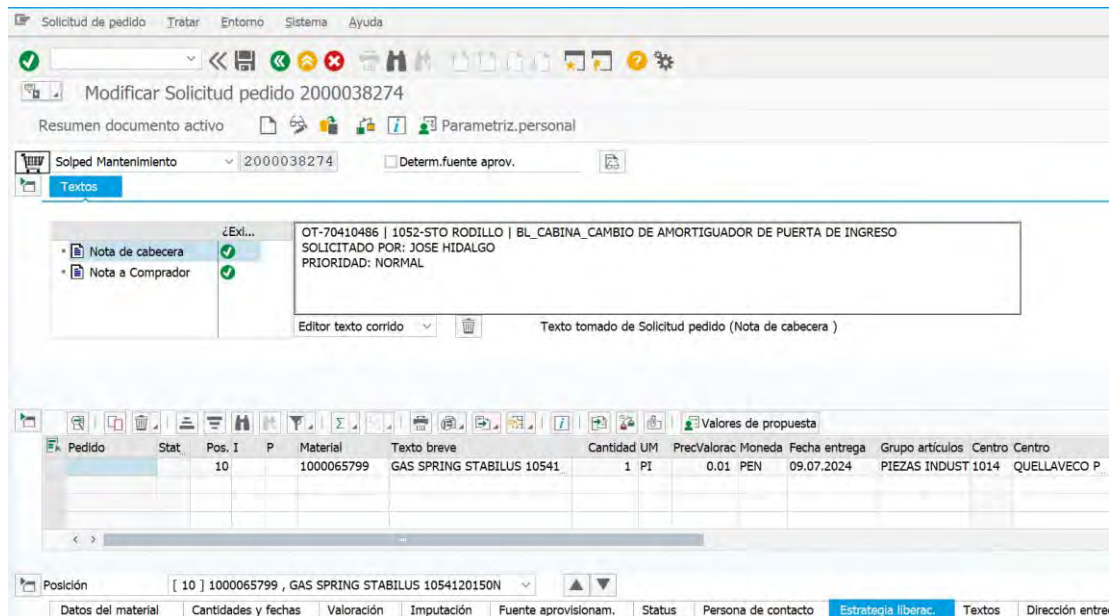 Solicitud de pedido Tratar Entorno Sistema Ayuda
Modificar Solicitud pedido 2000038274
Resumen documento activo Parametriz.personal
Solped Mantenimiento 2000038274 Determ.fuente aprov.
Textos
¿Exi...
Nota de cabecera
Nota a Comprador
OT-70410486 | 1052-STO RODILLO | BL_CABINA_CAMBIO DE AMORTIGUADOR DE PUERTA DE INGRESO
SOLICITADO POR: JOSE HIDALGO
PRIORIDAD: NORMAL
Editor texto corrido Texto tomado de Solicitud pedido (Nota de cabecera )
Valores de propuesta
Pedido Stat Pos. I P Material Texto breve Cantidad UM PrecValorac Moneda Fecha entrega Grupo artículos Centro Centro
10 1000065799 GAS SPRING STABILUS 10541 1 PI 0.01 PEN 09.07.2024 PIEZAS INDUST 1014 QUELLAVECO P
Posición [ 10 ] 1000065799 , GAS SPRING STABILUS 1054120150N
Datos del material Cantidades y fechas Valoración Imputación Fuente aprovisionam. Status Persona de contacto Estrategia liberac. Textos Dirección entreg